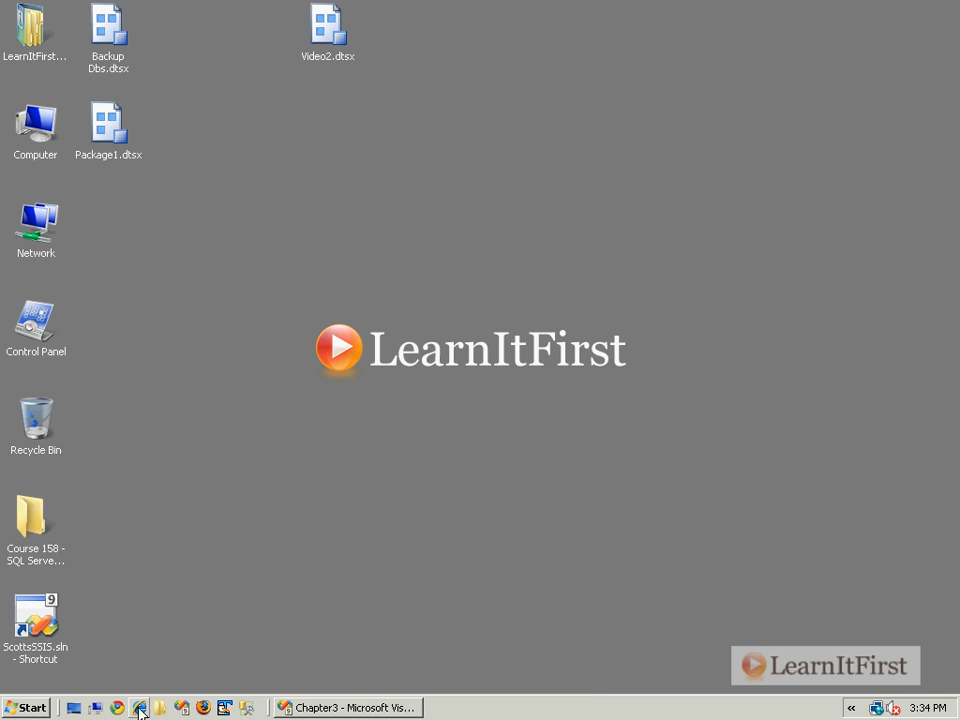 LearnItFirst...
Backup
Dbs.dtsx
Video2.dtsx
Computer
Package1.dtsx
Network
Control Panel
LearnItFirst
Recycle Bin
Course 158 -
SQL Serve...
9
ScottsSSIS.sln
- Shortcut
LearnItFirst
Start
Chapter3 - Microsoft Vis...
«
3:34 PM